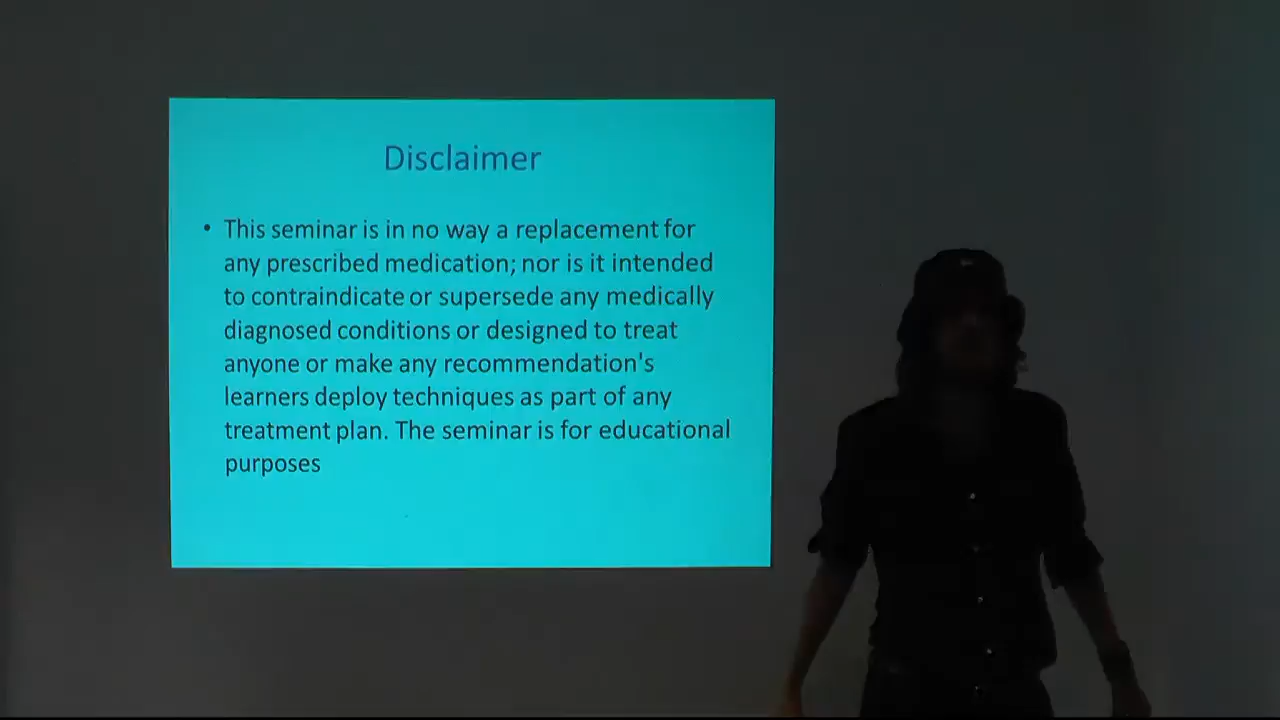 Disclaimer
• This seminar is in no way a replacement for
any prescribed medication; nor is it intended
to contraindicate or supersede any medically
diagnosed conditions or designed to treat
anyone or make any recommendation's
learners deploy techniques as part of any
treatment plan. The seminar is for educational
purposes